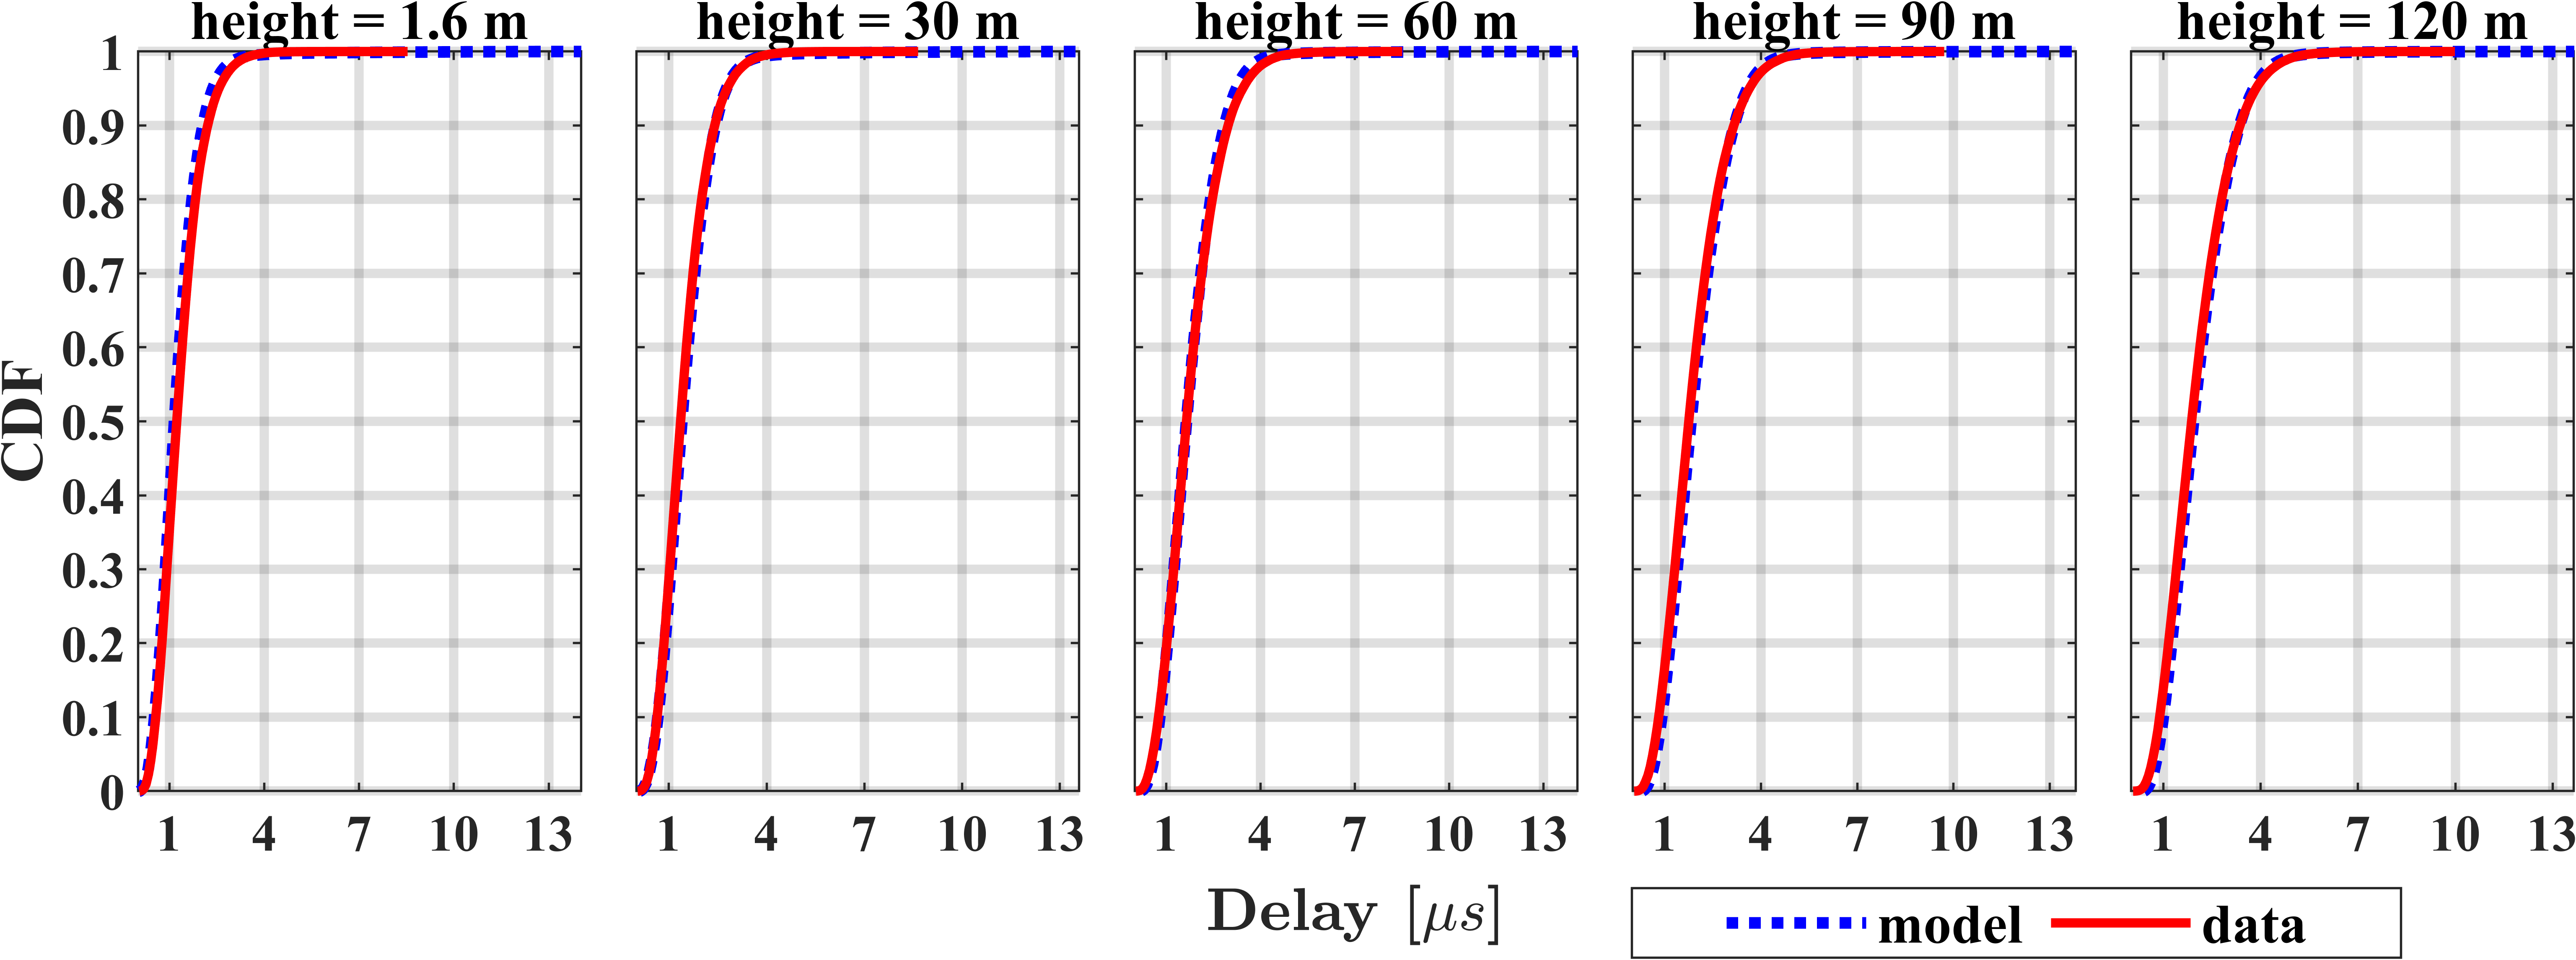 height = 1.6 m
height = 30 m
height = 60 m
height = 90 m
height = 120 m
CDF
1
0.9
0.8
0.7
0.6
0.5
0.4
0.3
0.2
0.1
0
1 4 7 10 13
1 4 7 10 13
1 4 7 10 13
1 4 7 10 13
1 4 7 10 13
Delay [μs]
model
data